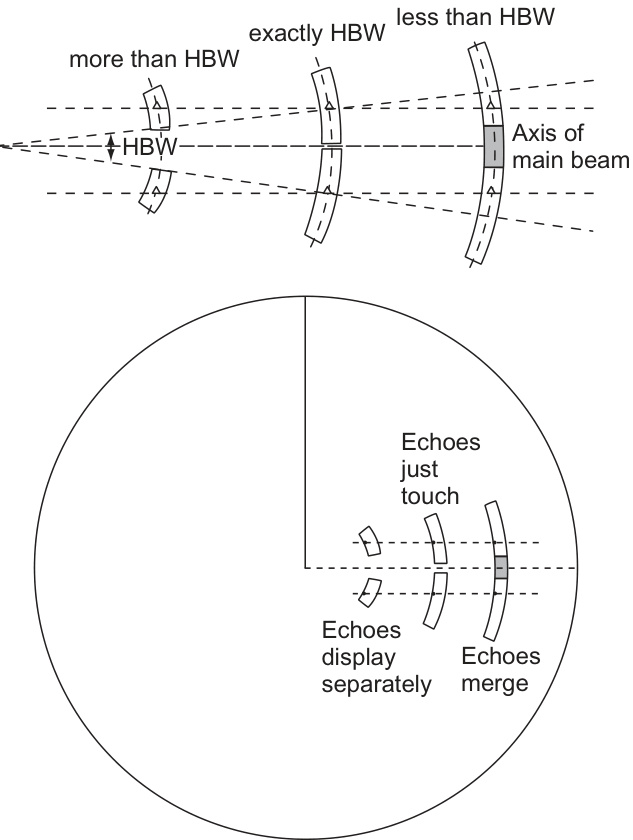 less than HBW
exactly HBW
more than HBW
HBW
Axis of
main beam
Echoes
just
touch
Echoes
display
separately
Echoes
merge